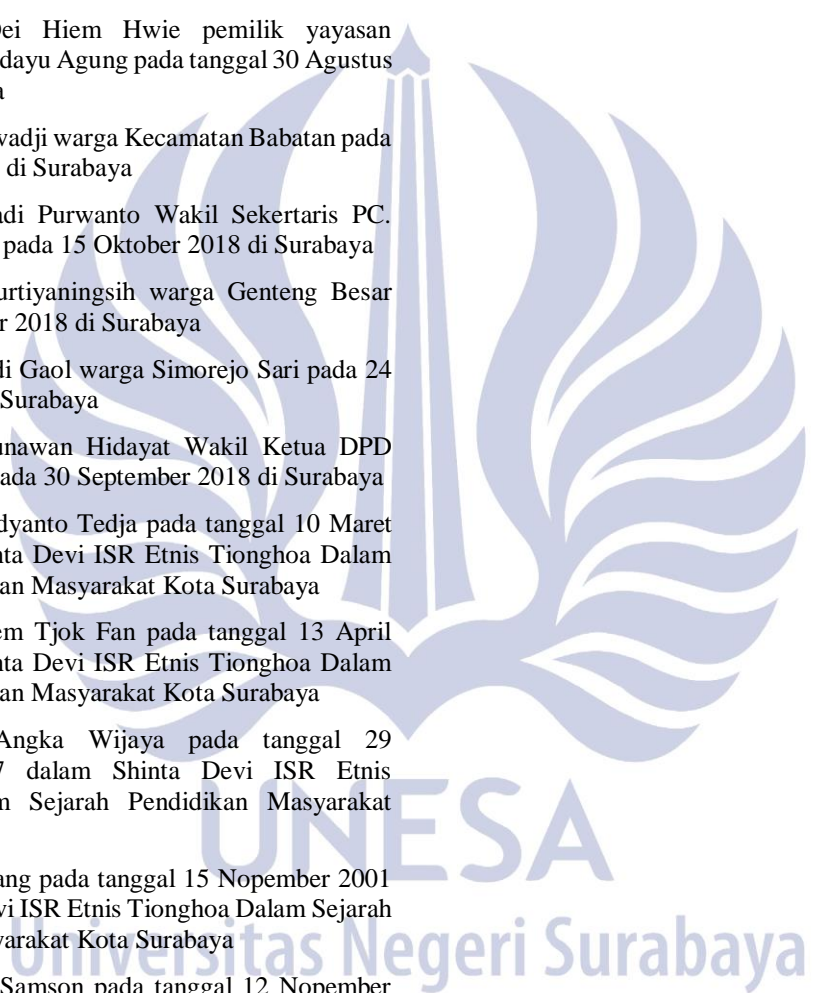 ei Hiem Hwie pemilik yayasan
dayu Agung pada tanggal 30 Agustus
a
wadji warga Kecamatan Babatan pada
di Surabaya
adi Purwanto Wakil Sekertaris PC.
pada 15 Oktober 2018 di Surabaya
urtiyaningsih warga Genteng Besar
r 2018 di Surabaya
di Gaol warga Simorejo Sari pada 24
Surabaya
unawan Hidayat Wakil Ketua DPD
ada 30 September 2018 di Surabaya
dyanto Tedja pada tanggal 10 Maret
nta Devi ISR Etnis Tionghoa Dalam
an Masyarakat Kota Surabaya
em Tjok Fan pada tanggal 13 April
nta Devi ISR Etnis Tionghoa Dalam
an Masyarakat Kota Surabaya
Angka Wijaya pada tanggal 29
7 dalam Shinta Devi ISR Etnis
m Sejarah Pendidikan Masyarakat
UNESA
ang pada tanggal 15 Nopember 2001
vi ISR Etnis Tionghoa Dalam Sejarah
yarakat Kota Surabaya
Universitas Negeri Surabaya
Samson pada tanggal 12 Nopember